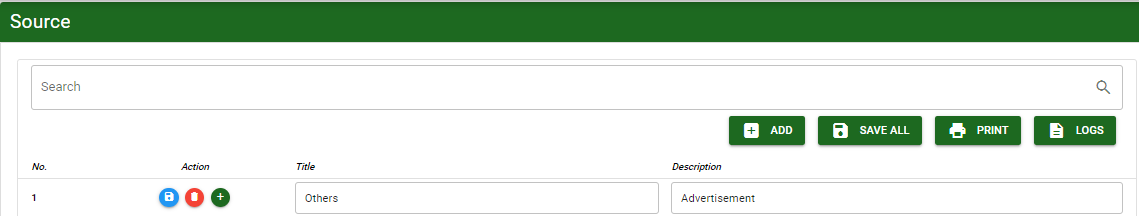 Source
Search
ADD SAVE ALL PRINT LOGS
No. Action Title Description
1 Others Advertisement